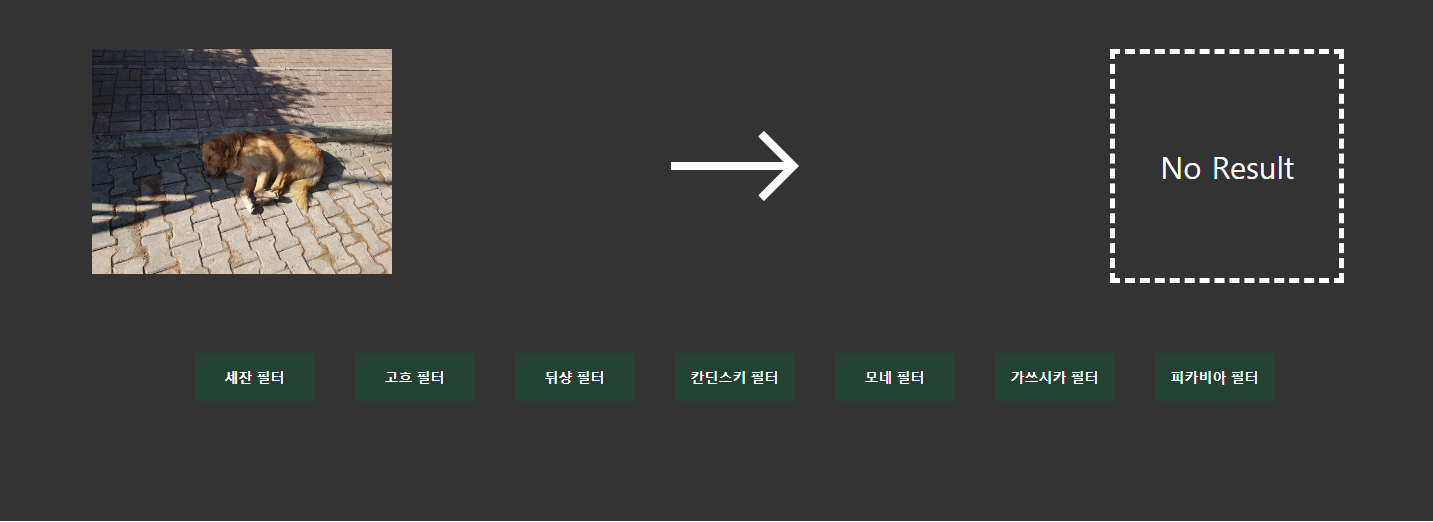 No Result
세잔 필터
고흐 필터
뒤샹 필터
칸딘스키 필터
모네 필터
가쓰시카 필터
피카비아 필터